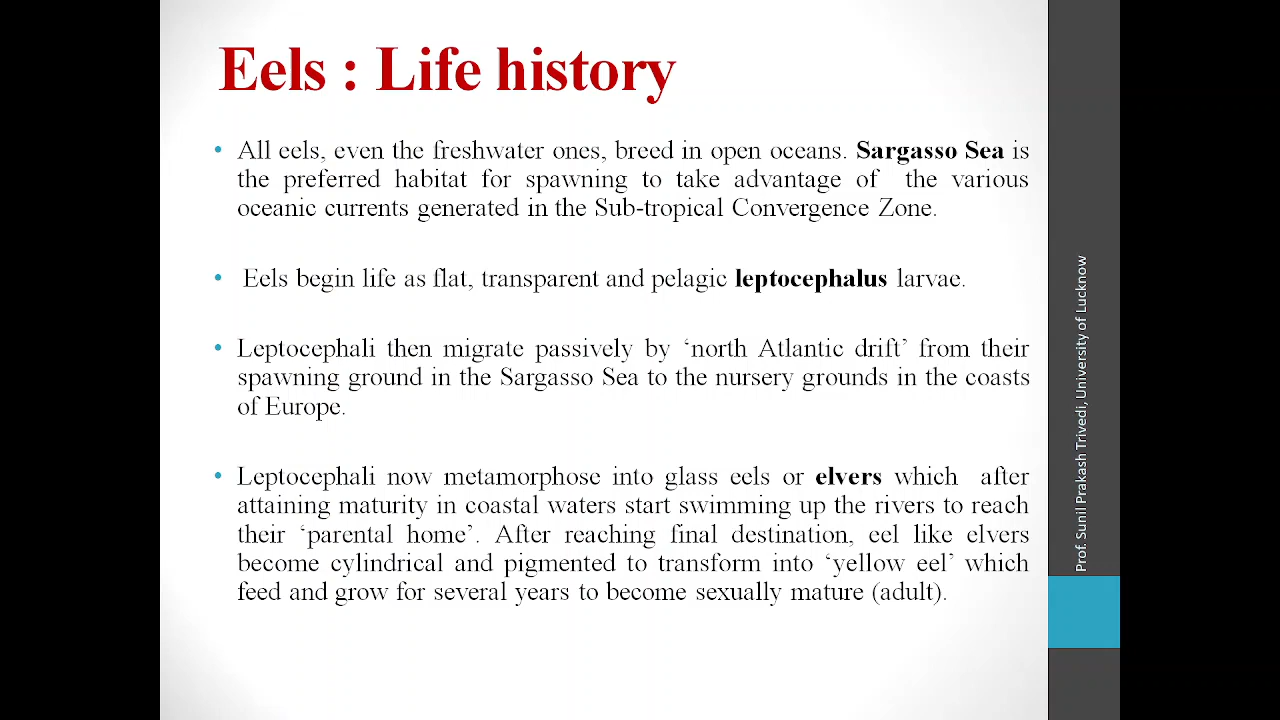 Eels : Life history
• All eels, even the freshwater ones, breed in open oceans. Sargasso Sea is
the preferred habitat for spawning to take advantage of the various
oceanic currents generated in the Sub-tropical Convergence Zone.
• Eels begin life as flat, transparent and pelagic leptocephalus larvae.
• Leptocephali then migrate passively by ‘north Atlantic drift’ from their
spawning ground in the Sargasso Sea to the nursery grounds in the coasts
of Europe.
• Leptocephali now metamorphose into glass eels or elvers which after
attaining maturity in coastal waters start swimming up the rivers to reach
their ‘parental home’. After reaching final destination, eel like elvers
become cylindrical and pigmented to transform into ‘yellow eel’ which
feed and grow for several years to become sexually mature (adult).
Prof. Sunil Prakash Trivedi, University of Lucknow